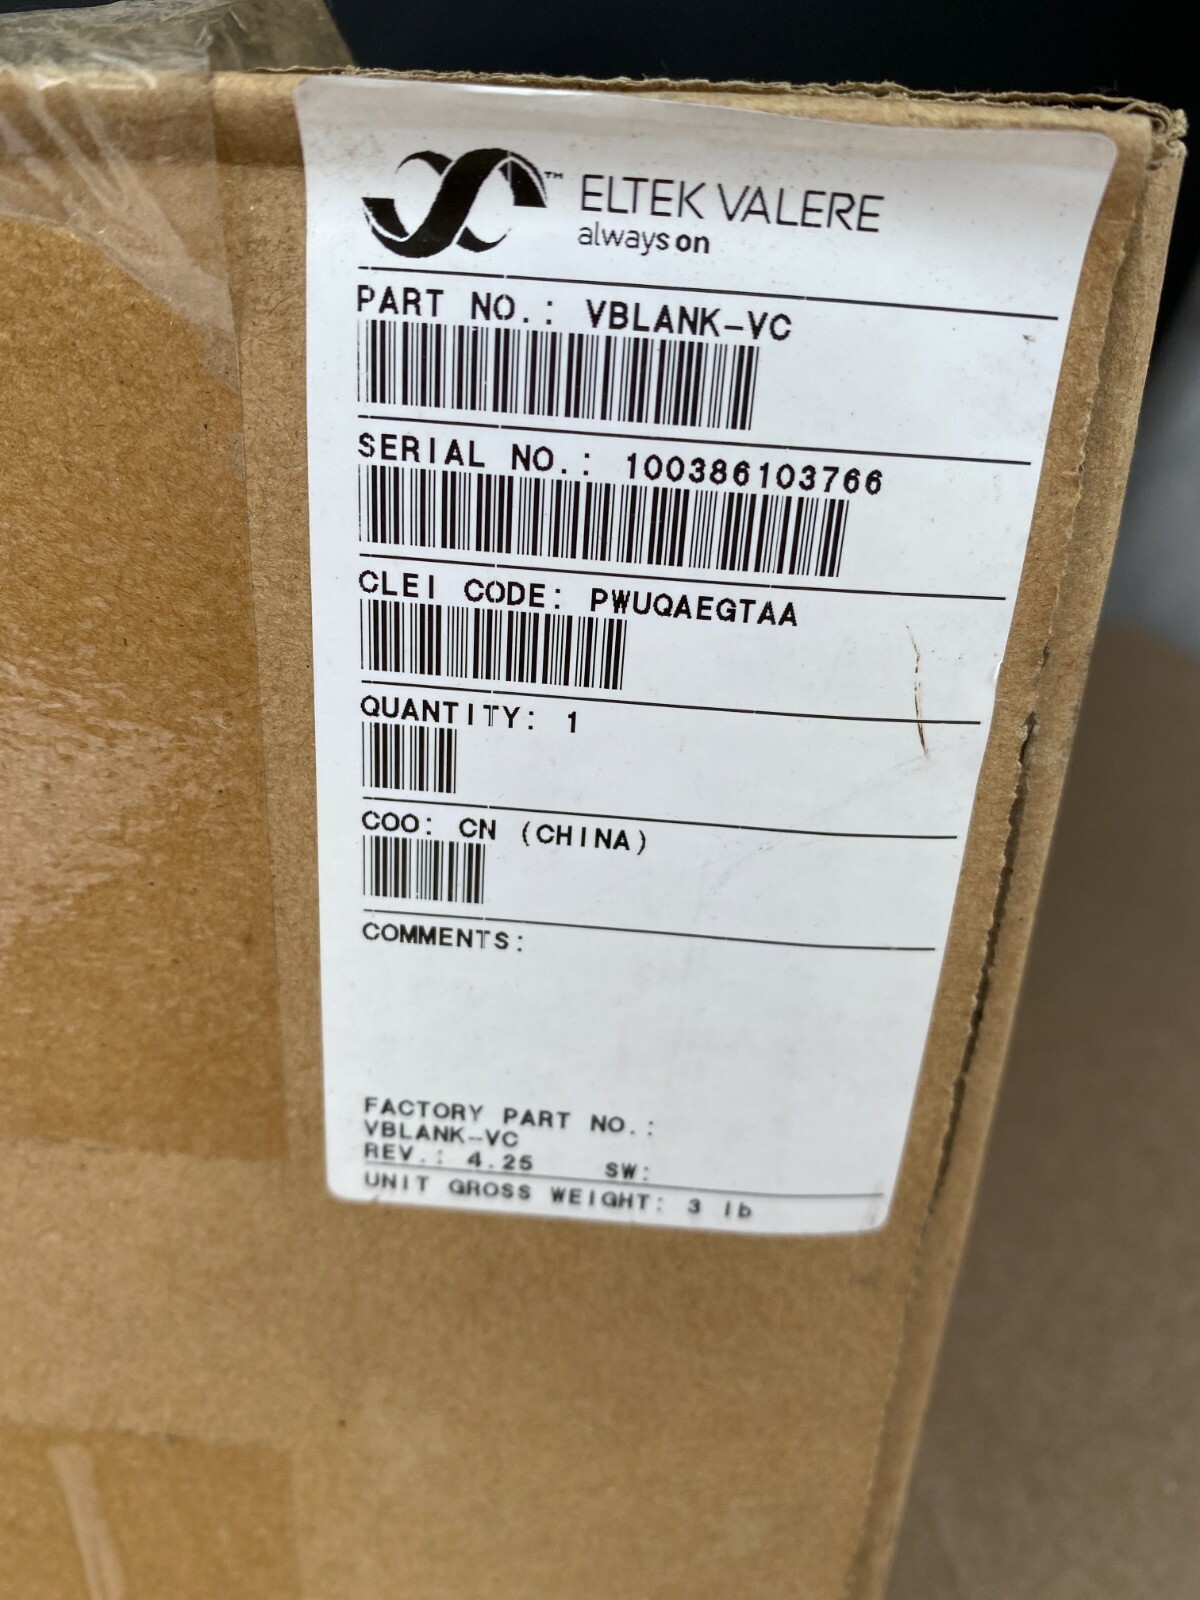 ™ ELTEK VALERE
always on
PART NO.: VBLANK-VC
SERIAL NO.: 100386103766
CLEI CODE: PWUQAEGTAA
QUANTITY: 1
COO: CN (CHINA)
COMMENTS:
FACTORY PART NO.:
VBLANK-VC
REV.: 4.25 SW:
UNIT GROSS WEIGHT: 3 lb